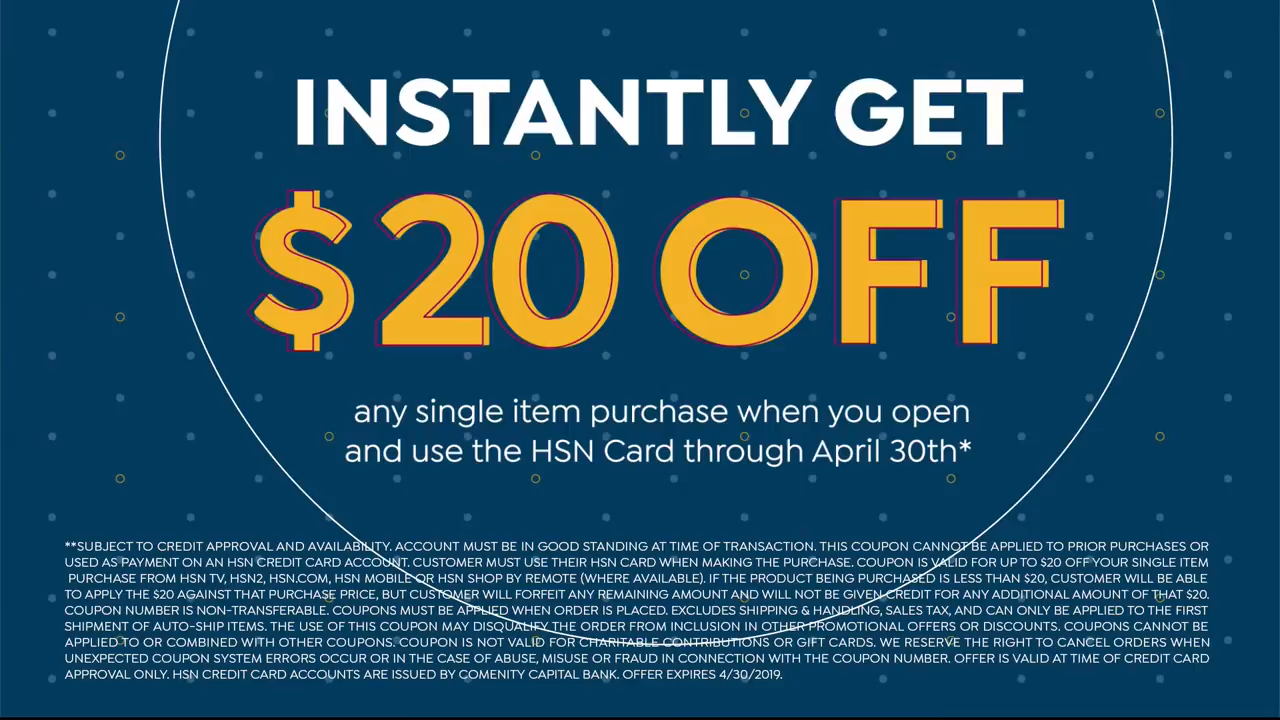 INSTANTLY GET
$20 OFF
any single item purchase when you open
and use the HSN Card through April 30th*
**SUBJECT TO CREDIT APPROVAL AND AVAILABILITY. ACCOUNT MUST BE IN GOOD STANDING AT TIME OF TRANSACTION. THIS COUPON CANNOT BE APPLIED TO PRIOR PURCHASES OR
USED AS PAYMENT ON AN HSN CREDIT CARD ACCOUNT. CUSTOMER MUST USE THEIR HSN CARD WHEN MAKING THE PURCHASE. COUPON IS VALID FOR UP TO $20 OFF YOUR SINGLE ITEM
PURCHASE FROM HSN TV, HSN2, HSN.COM, HSN MOBILE OR HSN SHOP BY REMOTE (WHERE AVAILABLE). IF THE PRODUCT BEING PURCHASED IS LESS THAN $20, CUSTOMER WILL BE ABLE
TO APPLY THE $20 AGAINST THAT PURCHASE PRICE, BUT CUSTOMER WILL FORFEIT ANY REMAINING AMOUNT AND WILL NOT BE GIVEN CREDIT FOR ANY ADDITIONAL AMOUNT OF THAT $20.
COUPON NUMBER IS NON-TRANSFERABLE. COUPONS MUST BE APPLIED WHEN ORDER IS PLACED. EXCLUDES SHIPPING & HANDLING, SALES TAX, AND CAN ONLY BE APPLIED TO THE FIRST
SHIPMENT OF AUTO-SHIP ITEMS. THE USE OF THIS COUPON MAY DISQUALIFY THE ORDER FROM INCLUSION IN OTHER PROMOTIONAL OFFERS OR DISCOUNTS. COUPONS CANNOT BE
APPLIED TO OR COMBINED WITH OTHER COUPONS. COUPON IS NOT VALID FOR CHARITABLE CONTRIBUTIONS OR GIFT CARDS. WE RESERVE THE RIGHT TO CANCEL ORDERS WHEN
UNEXPECTED COUPON SYSTEM ERRORS OCCUR OR IN THE CASE OF ABUSE, MISUSE OR FRAUD IN CONNECTION WITH THE COUPON NUMBER. OFFER IS VALID AT TIME OF CREDIT CARD
APPROVAL ONLY. HSN CREDIT CARD ACCOUNTS ARE ISSUED BY COMENITY CAPITAL BANK. OFFER EXPIRES 4/30/2019.